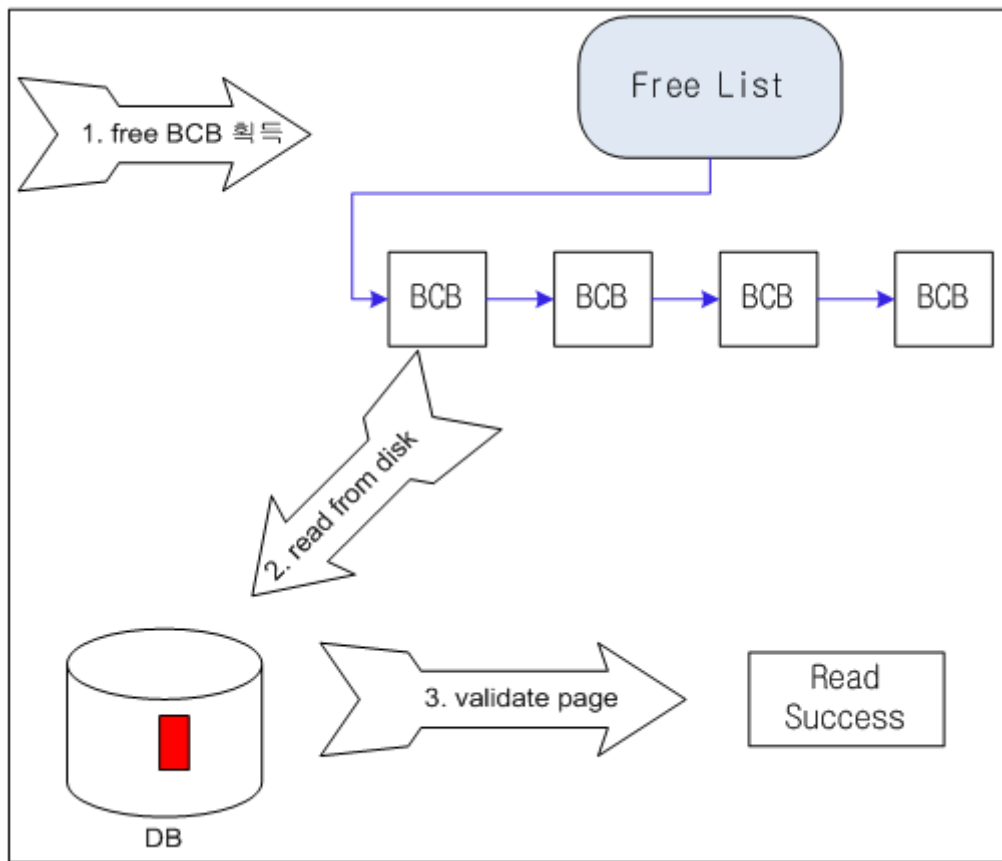 Free List
1. free BCB 획득
BCB
BCB
BCB
BCB
2. read from disk
3. validate page
Read
Success
DB